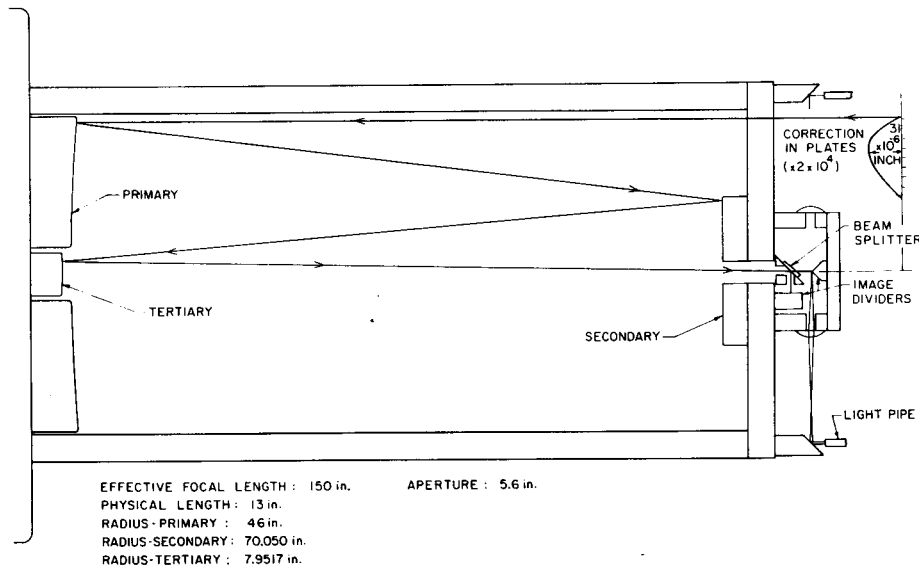 CORRECTION
IN PLATES
(x2x10⁴)
31
x10⁻⁶
INCH
PRIMARY
BEAM
SPLITTER
TERTIARY
IMAGE
DIVIDERS
SECONDARY
LIGHT PIPE
EFFECTIVE FOCAL LENGTH : 150 in. APERTURE : 5.6 in.
PHYSICAL LENGTH : 13 in.
RADIUS-PRIMARY : 46 in.
RADIUS-SECONDARY : 70.050 in.
RADIUS-TERTIARY : 7.9517 in.